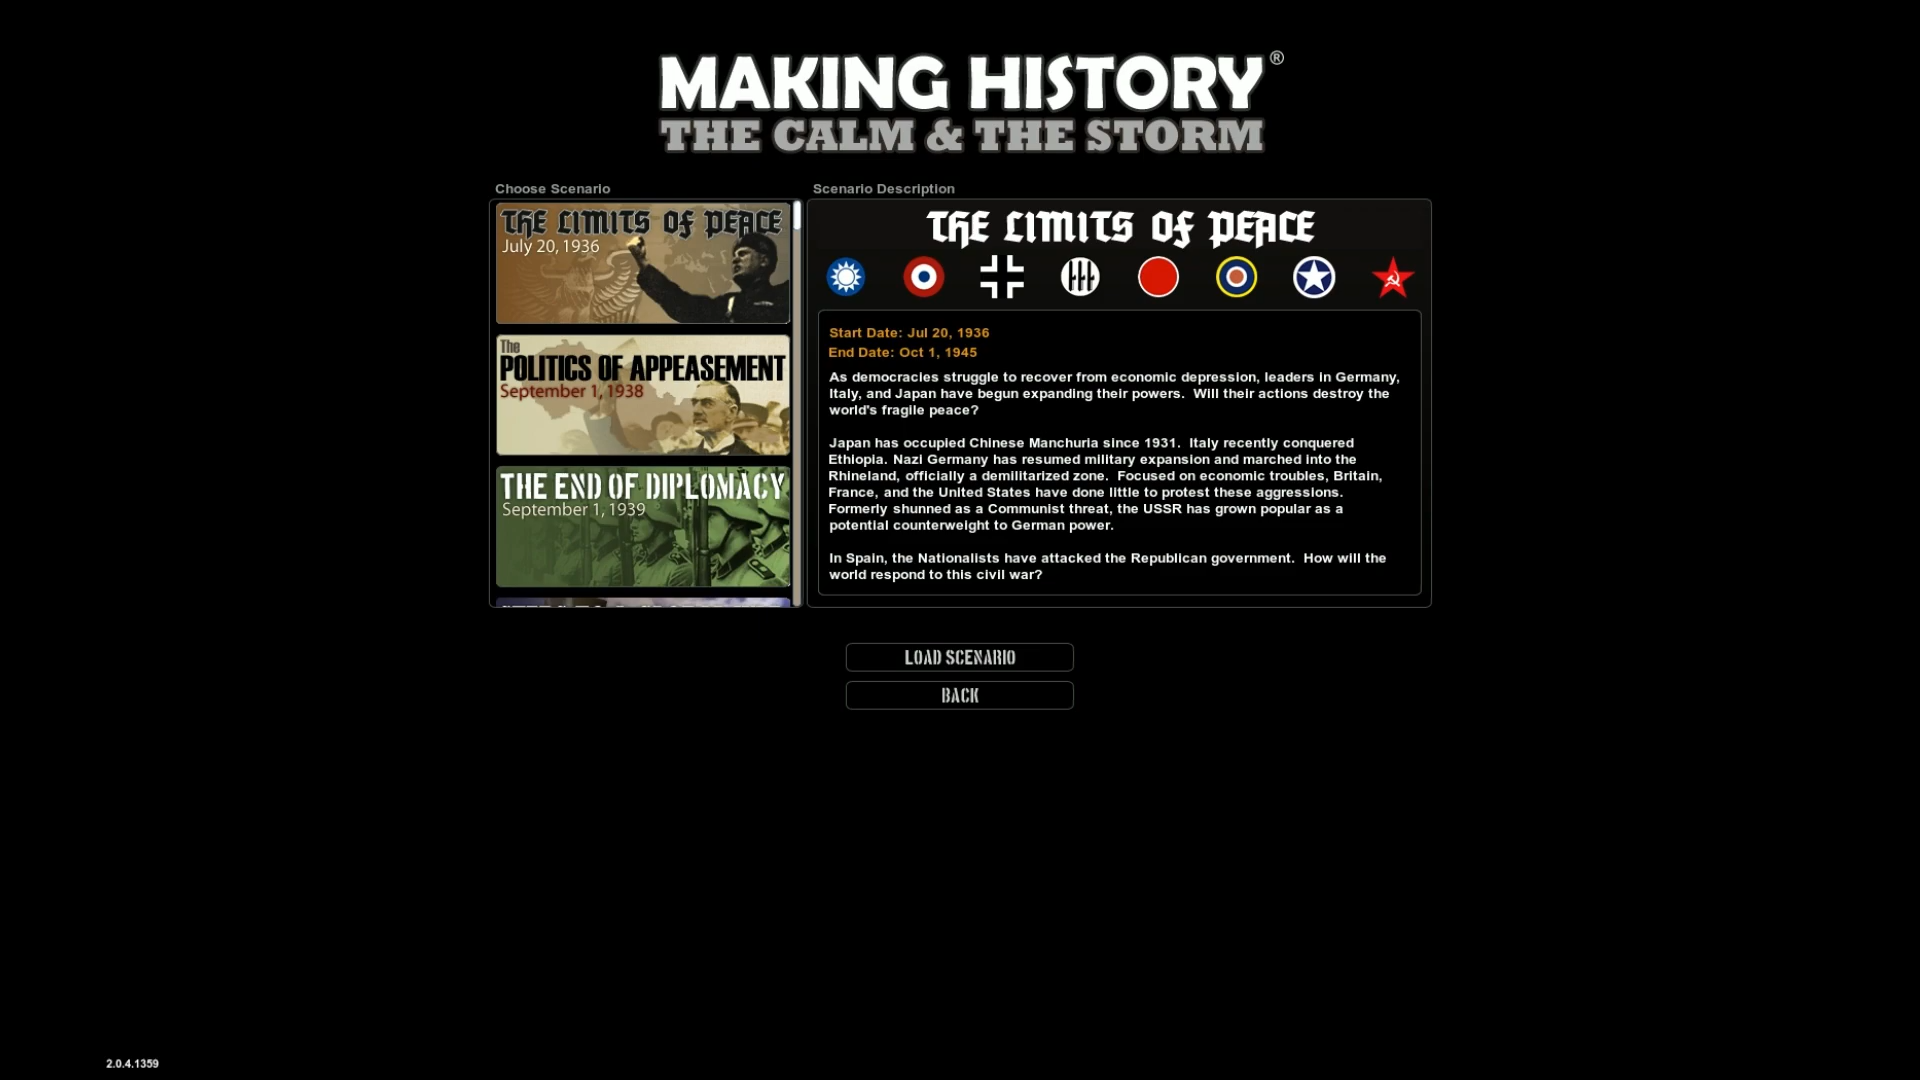 MAKING HISTORY®
THE CALM & THE STORM
Choose Scenario
THE LIMITS OF PEACE
July 20, 1936
The
POLITICS OF APPEASEMENT
September 1, 1938
THE END OF DIPLOMACY
September 1, 1939
Scenario Description
THE LIMITS OF PEACE
Start Date: Jul 20, 1936
End Date: Oct 1, 1945
As democracies struggle to recover from economic depression, leaders in Germany,
Italy, and Japan have begun expanding their powers.  Will their actions destroy the
world's fragile peace?
Japan has occupied Chinese Manchuria since 1931.  Italy recently conquered
Ethiopia. Nazi Germany has resumed military expansion and marched into the
Rhineland, officially a demilitarized zone.  Focused on economic troubles, Britain,
France, and the United States have done little to protest these aggressions.
Formerly shunned as a Communist threat, the USSR has grown popular as a
potential counterweight to German power.
In Spain, the Nationalists have attacked the Republican government.  How will the
world respond to this civil war?
LOAD SCENARIO
BACK
2.0.4.1359